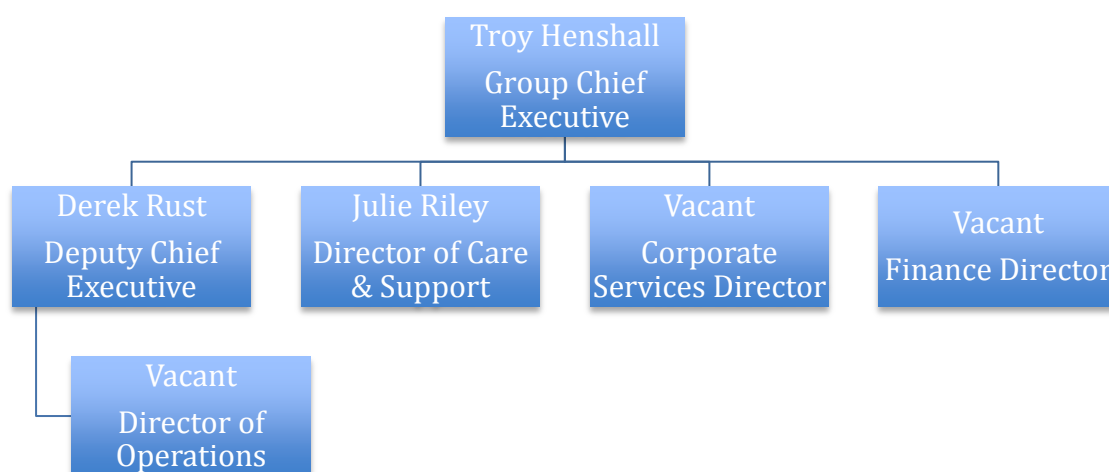 Troy Henshall
Group Chief
Executive
Derek Rust
Deputy Chief
Executive
Julie Riley
Director of Care
& Support
Vacant
Corporate
Services Director
Vacant
Finance Director
Vacant
Director of
Operations